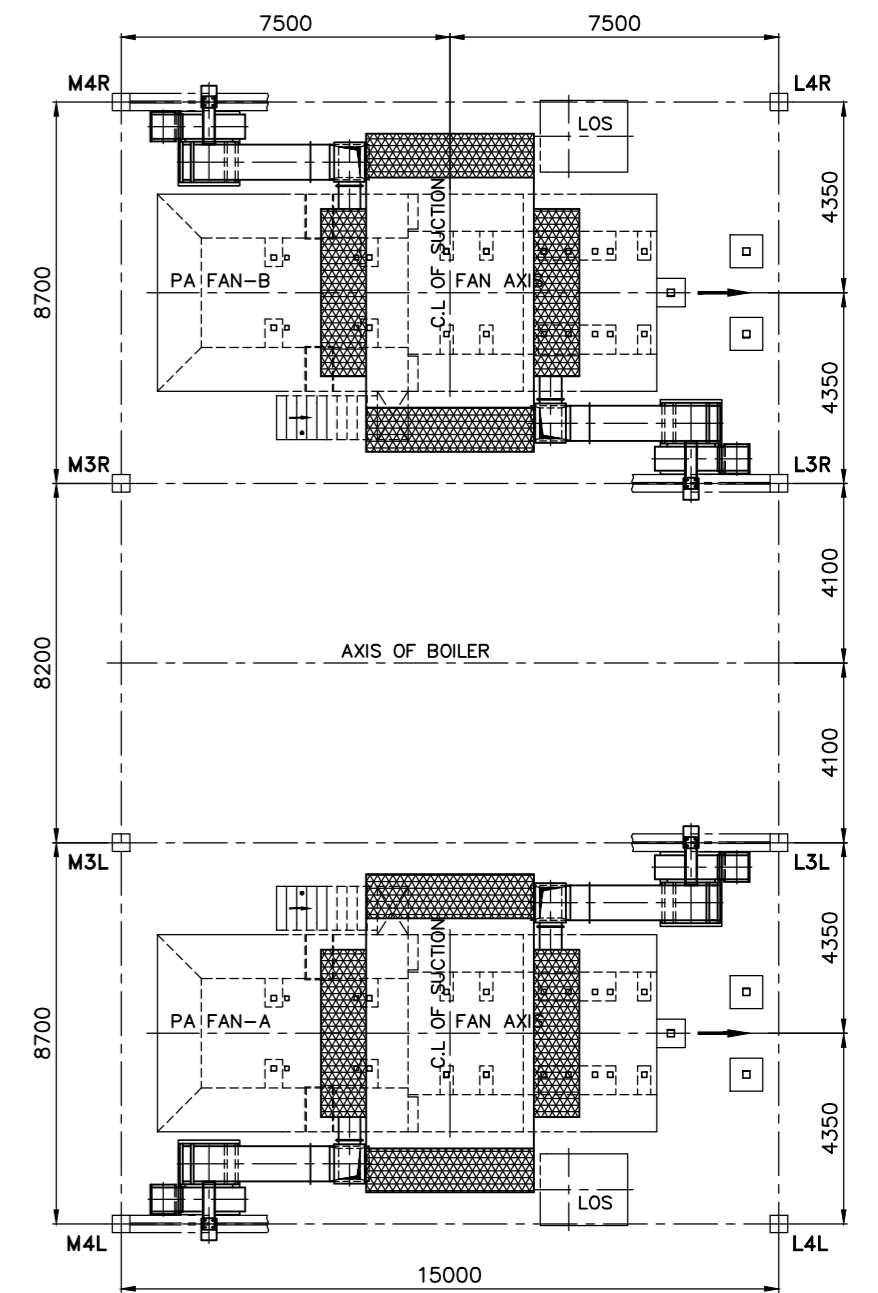 7500
7500
M4R
L4R
LOS
4350
C.L OF SUCTION
PA FAN-B
FAN AXIS
8700
4350
M3R
L3R
4100
AXIS OF BOILER
8200
4100
M3L
L3L
4350
C.L OF SUCTION
PA FAN-A
FAN AXIS
8700
4350
LOS
M4L
L4L
15000